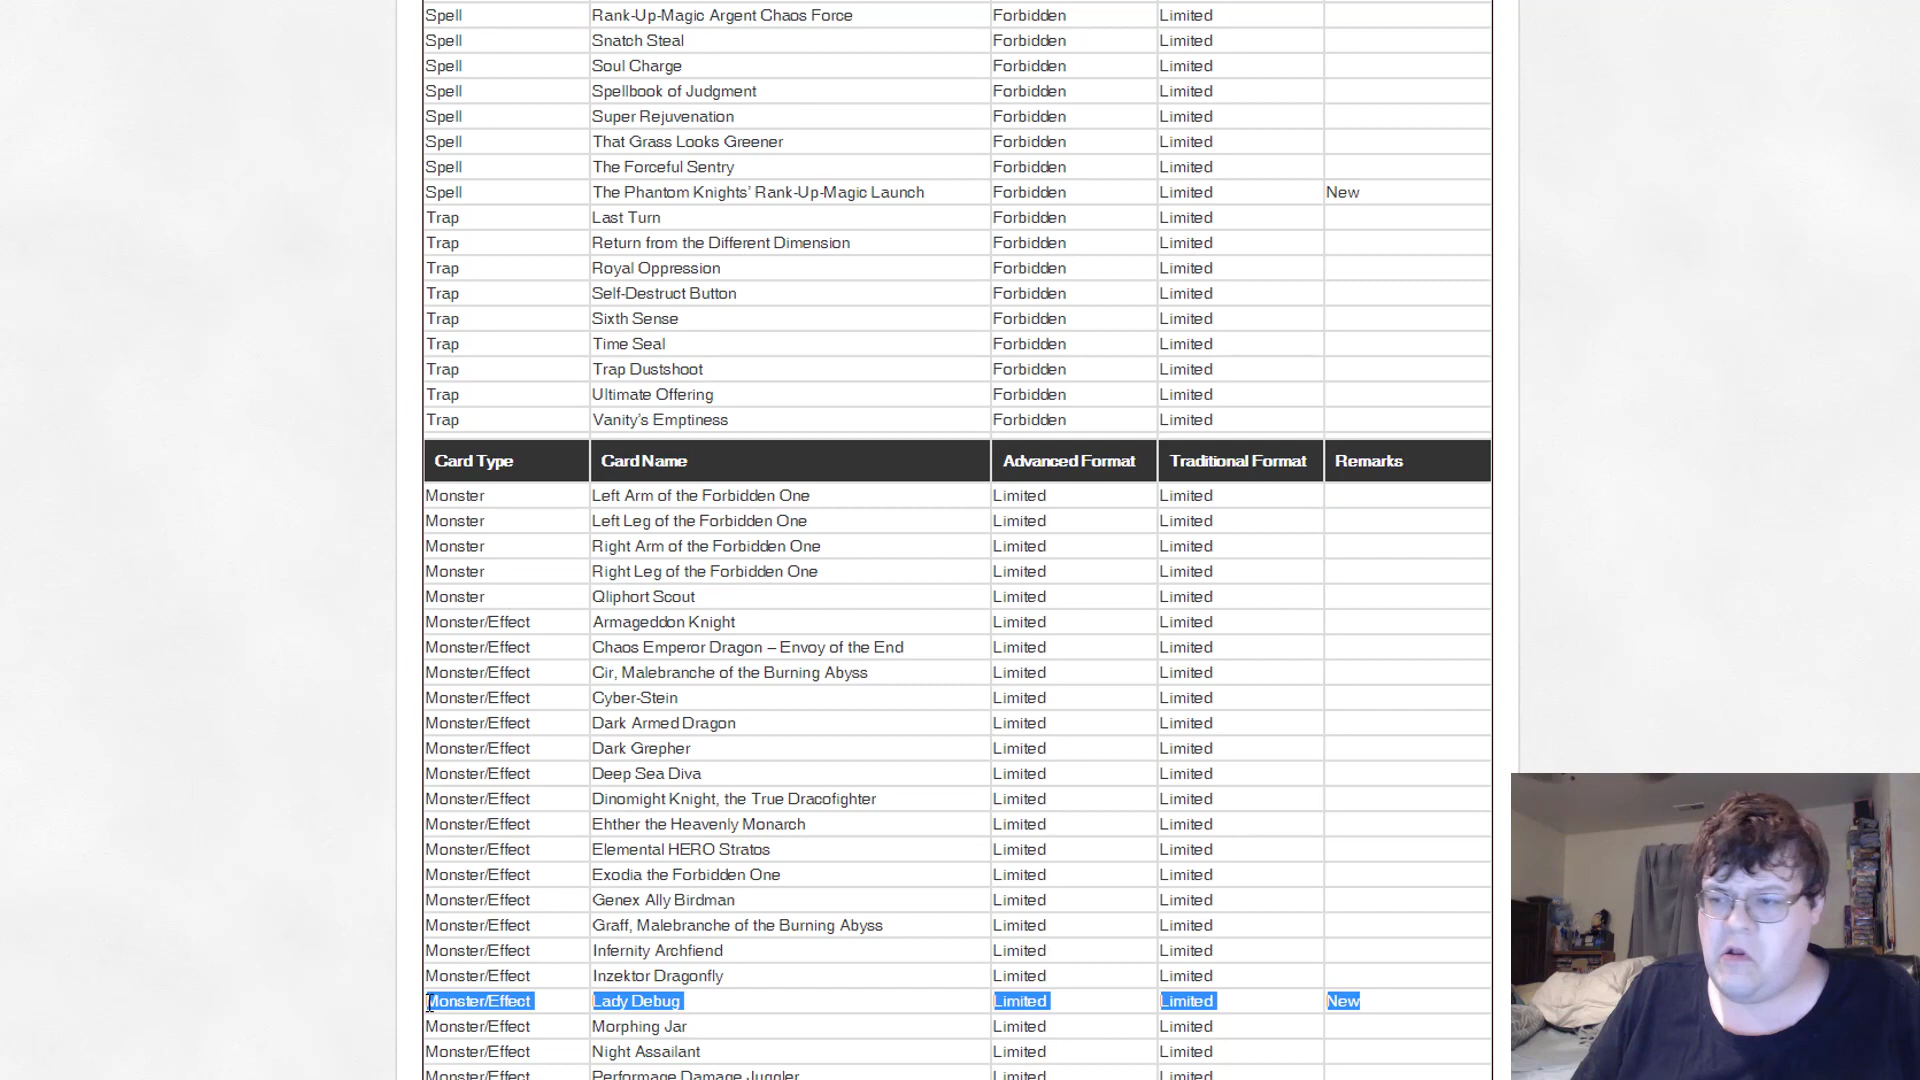 Spell Rank-Up-Magic Argent Chaos Force Forbidden Limited
Spell Snatch Steal Forbidden Limited
Spell Soul Charge Forbidden Limited
Spell Spellbook of Judgment Forbidden Limited
Spell Super Rejuvenation Forbidden Limited
Spell That Grass Looks Greener Forbidden Limited
Spell The Forceful Sentry Forbidden Limited
Spell The Phantom Knights’ Rank-Up-Magic Launch Forbidden Limited New
Trap Last Turn Forbidden Limited
Trap Return from the Different Dimension Forbidden Limited
Trap Royal Oppression Forbidden Limited
Trap Self-Destruct Button Forbidden Limited
Trap Sixth Sense Forbidden Limited
Trap Time Seal Forbidden Limited
Trap Trap Dustshoot Forbidden Limited
Trap Ultimate Offering Forbidden Limited
Trap Vanity’s Emptiness Forbidden Limited
Card Type Card Name Advanced Format Traditional Format Remarks
Monster Left Arm of the Forbidden One Limited Limited
Monster Left Leg of the Forbidden One Limited Limited
Monster Right Arm of the Forbidden One Limited Limited
Monster Right Leg of the Forbidden One Limited Limited
Monster Qliphort Scout Limited Limited
Monster/Effect Armageddon Knight Limited Limited
Monster/Effect Chaos Emperor Dragon – Envoy of the End Limited Limited
Monster/Effect Cir, Malebranche of the Burning Abyss Limited Limited
Monster/Effect Cyber-Stein Limited Limited
Monster/Effect Dark Armed Dragon Limited Limited
Monster/Effect Dark Grepher Limited Limited
Monster/Effect Deep Sea Diva Limited Limited
Monster/Effect Dinomight Knight, the True Dracofighter Limited Limited
Monster/Effect Ehther the Heavenly Monarch Limited Limited
Monster/Effect Elemental HERO Stratos Limited Limited
Monster/Effect Exodia the Forbidden One Limited Limited
Monster/Effect Genex Ally Birdman Limited Limited
Monster/Effect Graff, Malebranche of the Burning Abyss Limited Limited
Monster/Effect Infernity Archfiend Limited Limited
Monster/Effect Inzektor Dragonfly Limited Limited
Monster/Effect Lady Debug Limited Limited New
Monster/Effect Morphing Jar Limited Limited
Monster/Effect Night Assailant Limited Limited
Monster/Effect Performage Damage Juggler Limited Limited